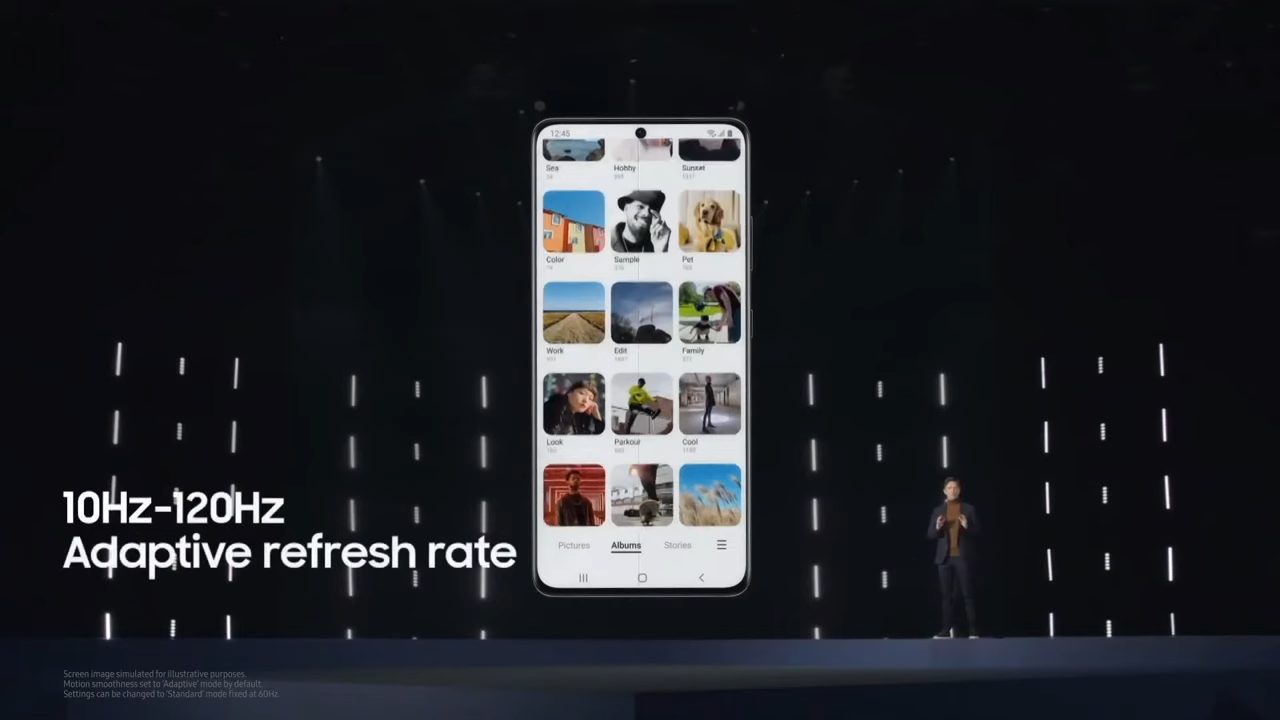 12:45
Sea
Hobby
Sunset
Color
Sample
Pet
Work
Edit
Family
Look
Parkour
Cool
10Hz-120Hz
Adaptive refresh rate
Pictures
Albums
Stories
Screen image simulated for illustrative purposes.
Motion smoothness set to 'Adaptive' mode by default.
Settings can be changed to 'Standard' mode fixed at 60Hz.